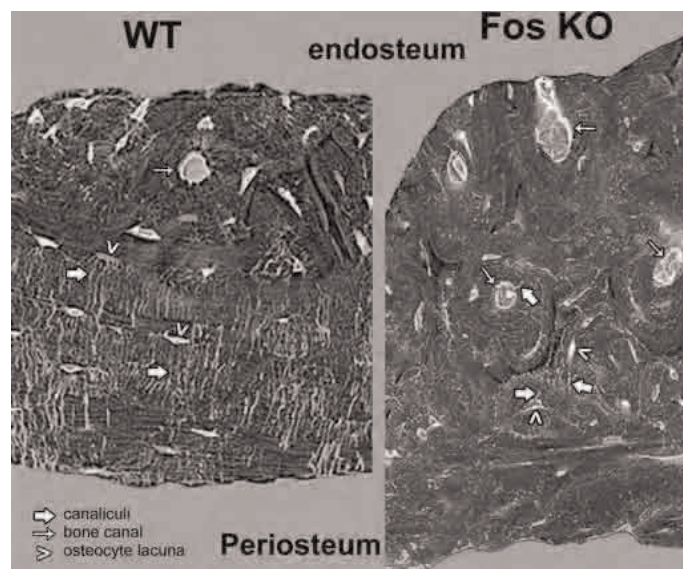 WT
Fos KO
endosteum
canaliculi
bone canal
osteocyte lacuna
Periosteum